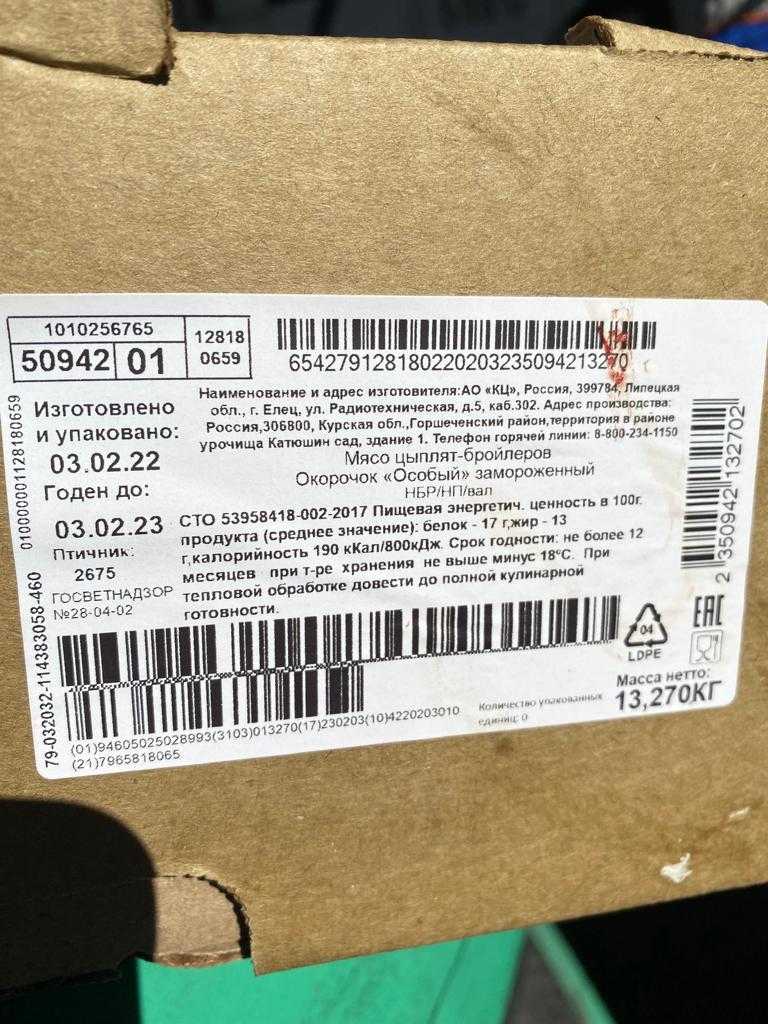 1010256765
12818
0659
50942 01
654279128180220203235094213270
Изготовлено
и упаковано:
03.02.22
Годен до:
03.02.23
Птичник:
2675
ГОСВЕТНАДЗОР
№28-04-02
Наименование и адрес изготовителя:АО «КЦ», Россия, 399784, Липецкая
обл., г. Елец, ул. Радиотехническая, д.5, каб.302. Адрес производства:
Россия,306800, Курская обл.,Горшеченский район,территория в районе
урочища Катюшин сад, здание 1. Телефон горячей линии: 8-800-234-1150
Мясо цыплят-бройлеров
Окорочок «Особый» замороженный
НБР/НП/вал
СТО 53958418-002-2017 Пищевая энергетич. ценность в 100г.
продукта (среднее значение): белок - 17 г,жир - 13
г,калорийность 190 кКал/800кДж. Срок годности: не более 12
месяцев при т-ре хранения не выше минус 18°С. При
тепловой обработке довести до полной кулинарной
готовности.
0100000001128180659
79-032032-114383058-460
2 350942 132702
EAC
04
LDPE
Масса нетто:
13,270КГ
Количество упакованных
единиц: 0
(01)94605025028993(3103)013270(17)230203(10)4220203010
(21)7965818065